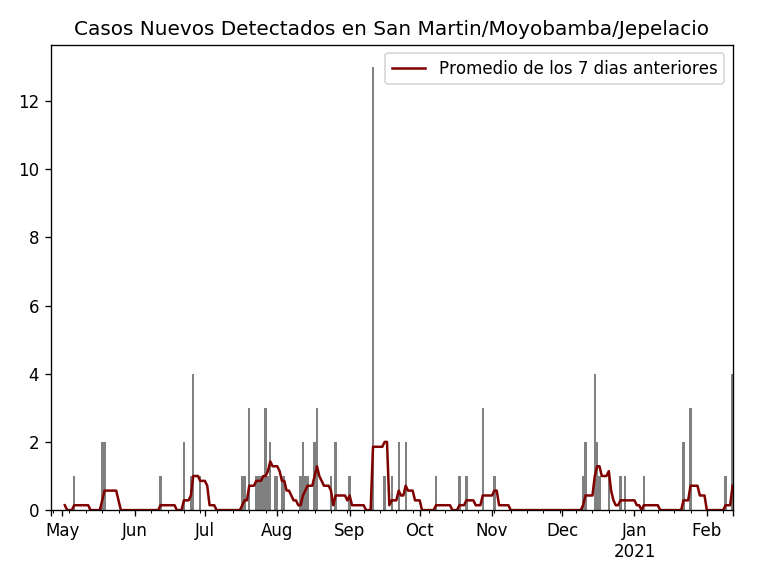 Casos Nuevos Detectados en San Martin/Moyobamba/Jepelacio
Promedio de los 7 dias anteriores
12
10
8
6
4
2
0
May Jun Jul Aug Sep Oct Nov Dec Jan Feb
2021